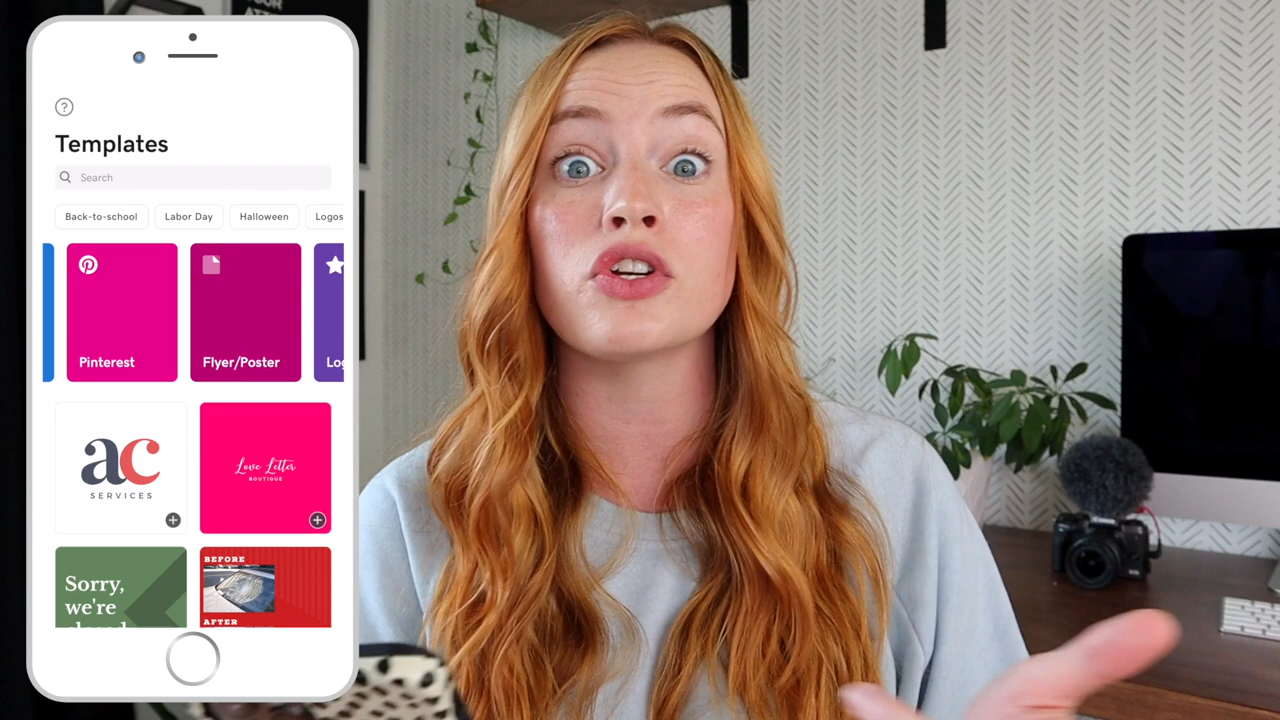 ?
Templates
Search
Back-to-school
Labor Day
Halloween
Logos
Pinterest
Flyer/Poster
Log
ac
SERVICES
Love Letter
BOUTIQUE
Sorry,
we're
BEFORE
AFTER